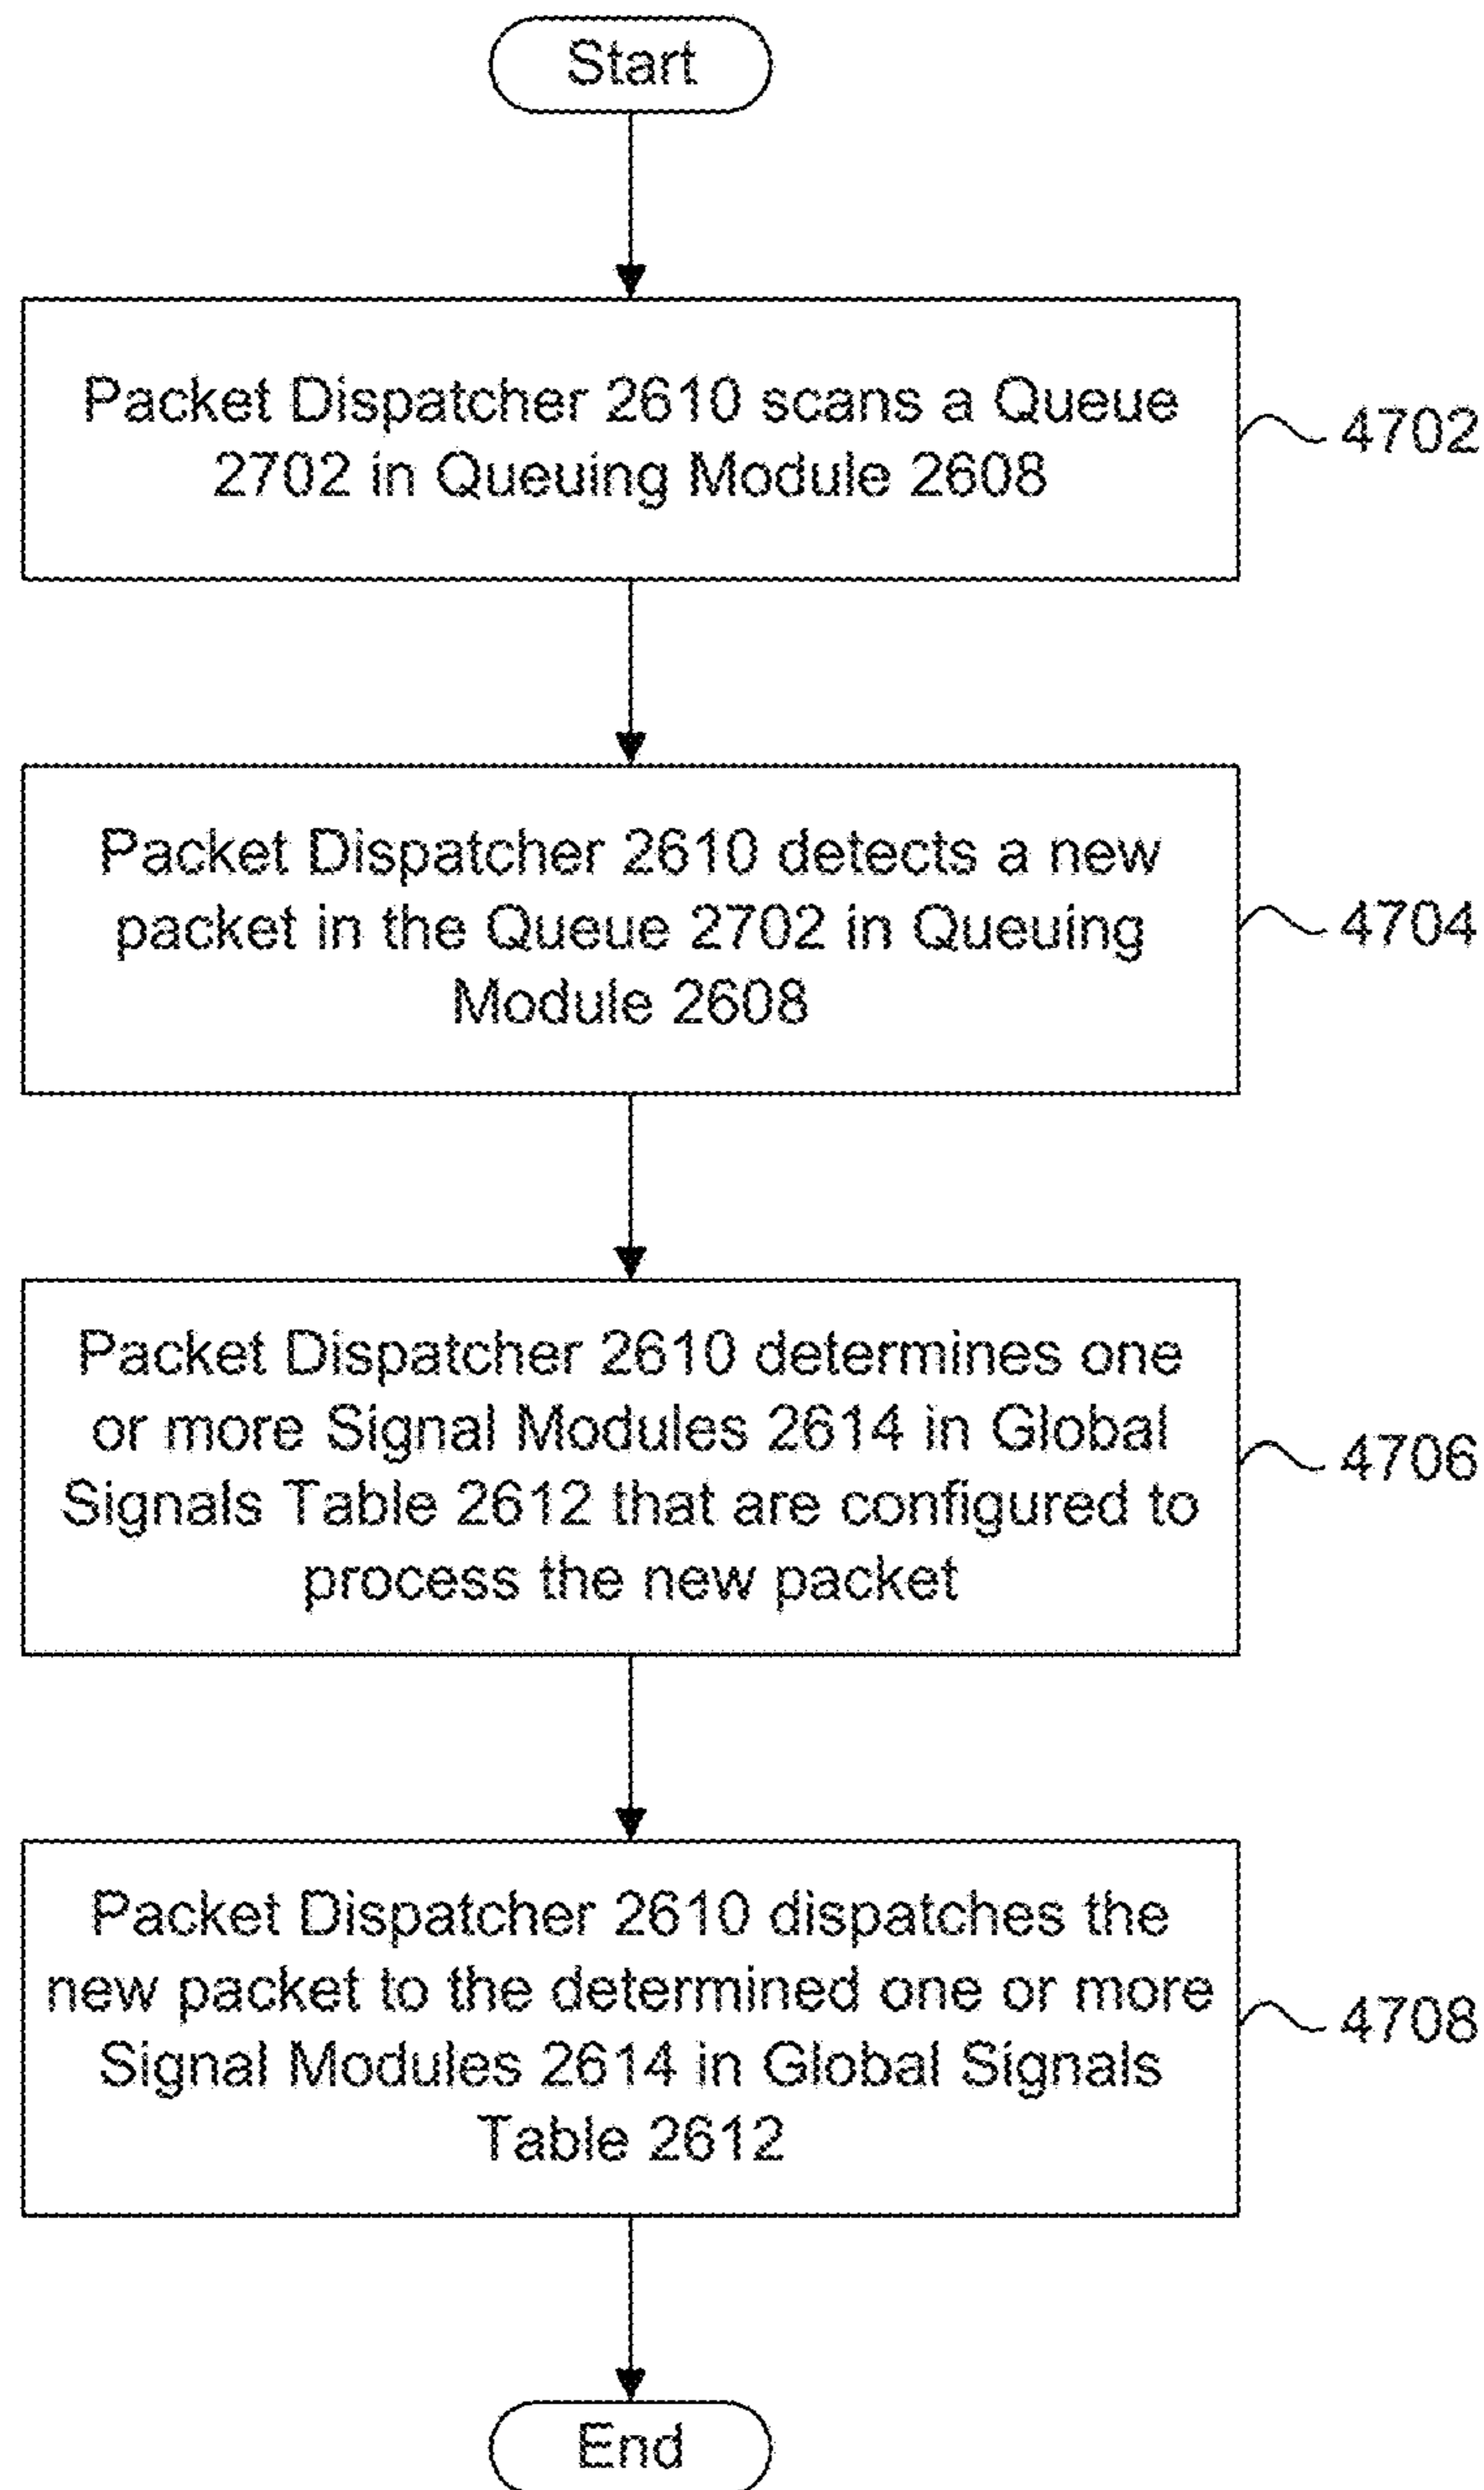 Start
Packet Dispatcher 2610 scans a Queue
2702 in Queuing Module 2608
4702
Packet Dispatcher 2610 detects a new
packet in the Queue 2702 in Queuing
Module 2608
4704
Packet Dispatcher 2610 determines one
or more Signal Modules 2614 in Global
Signals Table 2612 that are configured to
process the new packet
4706
Packet Dispatcher 2610 dispatches the
new packet to the determined one or more
Signal Modules 2614 in Global Signals
Table 2612
4708
End